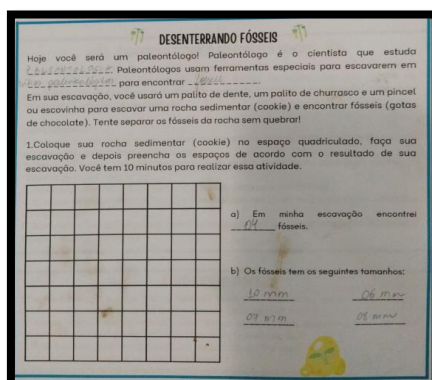 DESENTERRANDO FÓSSEIS
Hoje você será um paleontólogo! Paleontólogo é o cientista que estuda
Paleontólogos usam ferramentas especiais para escavarem em
para encontrar
Em sua escavação, você usará um palito de dente, um palito de churrasco e um pincel
ou escovinha para escavar uma rocha sedimentar (cookie) e encontrar fósseis (gotas
de chocolate). Tente separar os fósseis da rocha sem quebrar!
1.Coloque sua rocha sedimentar (cookie) no espaço quadriculado, faça sua
escavação e depois preencha os espaços de acordo com o resultado de sua
escavação. Você tem 10 minutos para realizar essa atividade.
a) Em minha escavação encontrei
04 fósseis.
b) Os fósseis tem os seguintes tamanhos:
10 mm 06 mm
07 mm mm